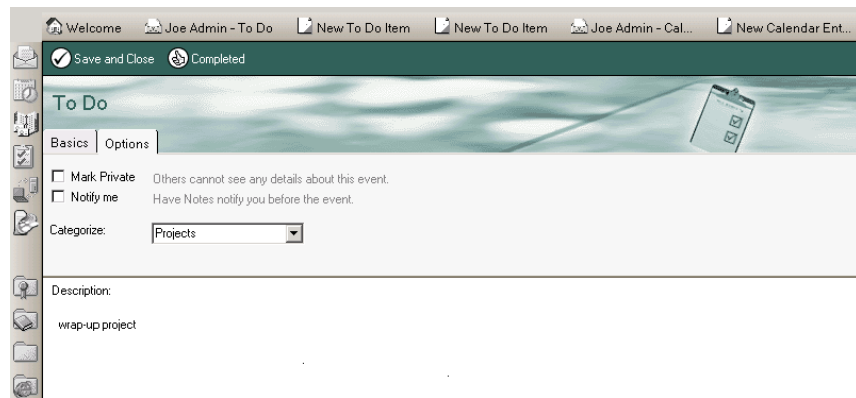 Welcome Joe Admin - To Do New To Do Item New To Do Item Joe Admin - Cal... New Calendar Ent...
Save and Close Completed
To Do
Basics Options
Mark Private Others cannot see any details about this event.
Notify me Have Notes notify you before the event.
Categorize: Projects
Description:
wrap-up project